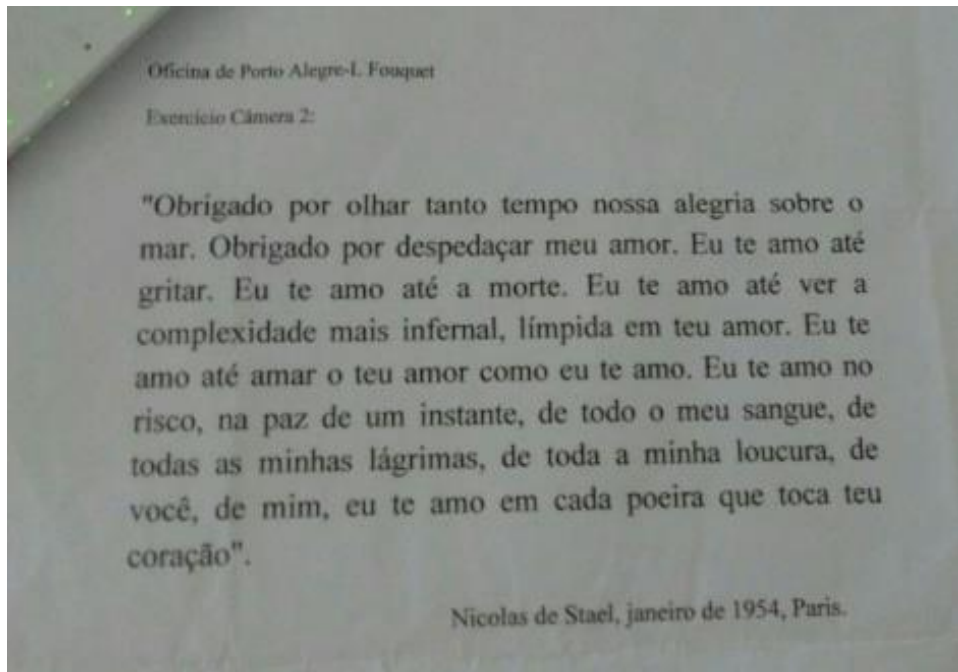 Oficina de Porto Alegre-L Fouquet
Exercício Câmera 2:
"Obrigado por olhar tanto tempo nossa alegria sobre o
mar. Obrigado por despedaçar meu amor. Eu te amo até
gritar. Eu te amo até a morte. Eu te amo até ver a
complexidade mais infernal, límpida em teu amor. Eu te
amo até amar o teu amor como eu te amo. Eu te amo no
risco, na paz de um instante, de todo o meu sangue, de
todas as minhas lágrimas, de toda a minha loucura, de
você, de mim, eu te amo em cada poeira que toca teu
coração".
Nicolas de Stael, janeiro de 1954, Paris.